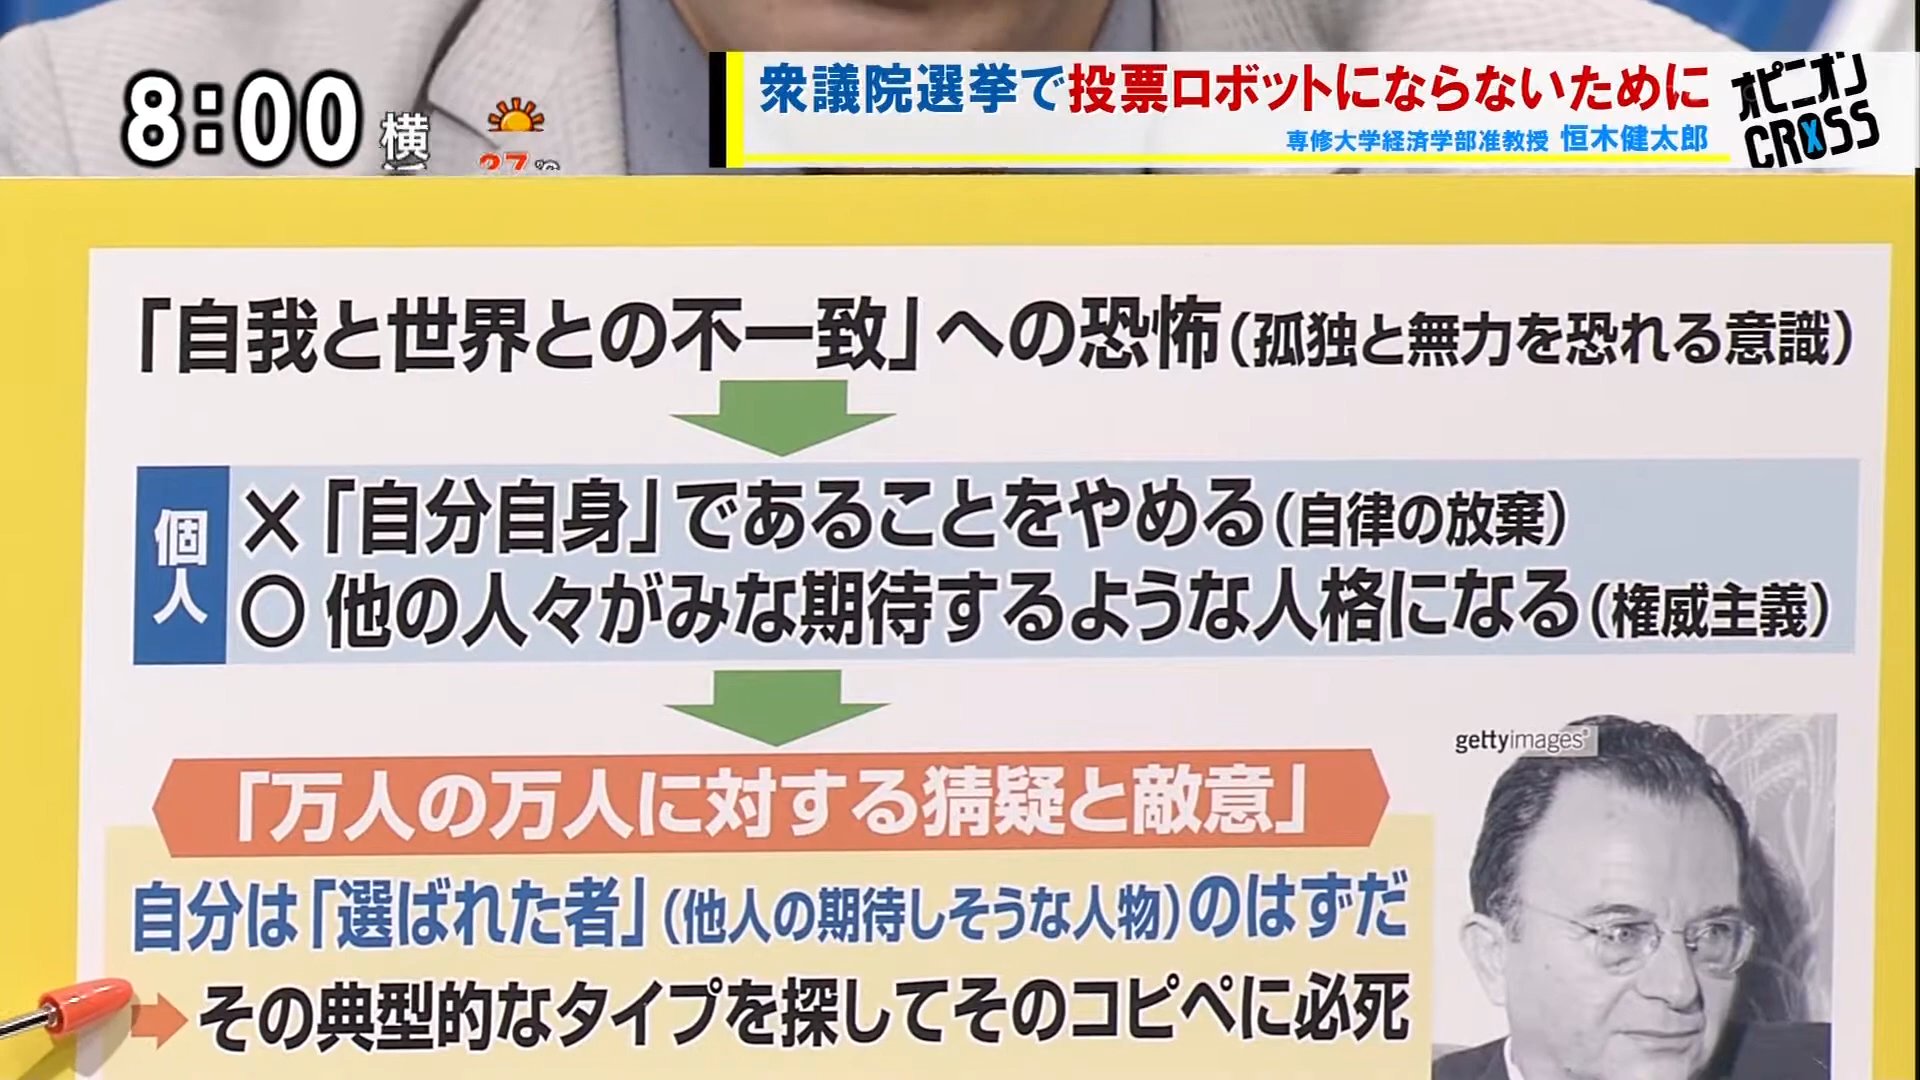 8:00
横
27℃
衆議院選挙で投票ロボットにならないために
専修大学経済学部准教授 恒木健太郎
オピニオン
CROSS
「自我と世界との不一致」への恐怖(孤独と無力を恐れる意識)
個人
×「自分自身」であることをやめる(自律の放棄)
○他の人々がみな期待するような人格になる(権威主義)
gettyimages®
「万人の万人に対する猜疑と敵意」
自分は「選ばれた者」(他人の期待しそうな人物)のはずだ
➡その典型的なタイプを探してそのコピペに必死